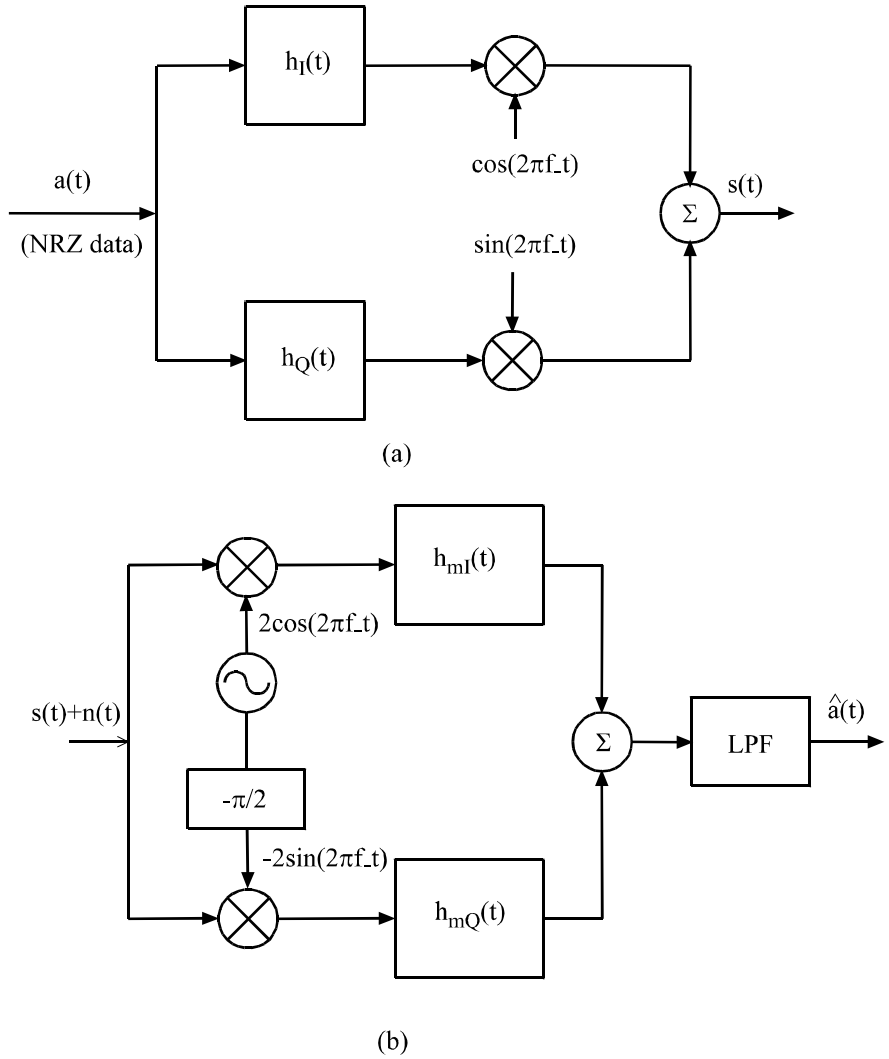 h_I(t)
cos(2πf_t)
a(t)
s(t)
Σ
(NRZ data)
sin(2πf_t)
h_Q(t)
(a)
h_mI(t)
2cos(2πf_t)
s(t)+n(t)
â(t)
Σ
LPF
-π/2
-2sin(2πf_t)
h_mQ(t)
(b)